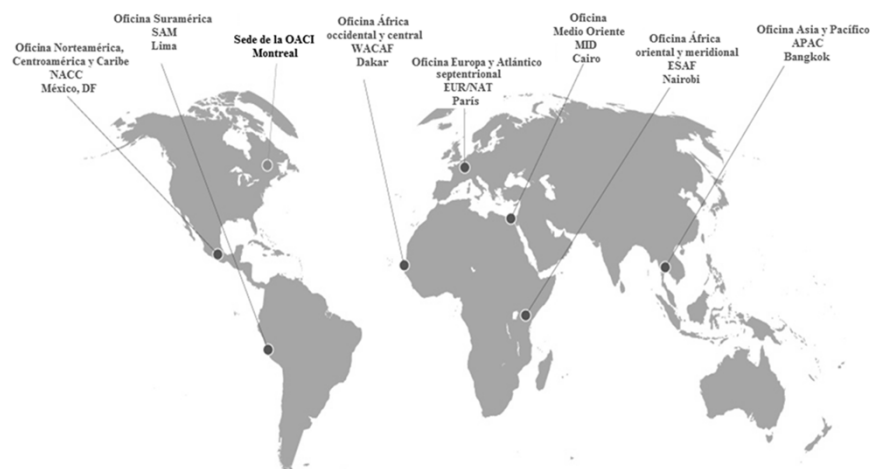 Oficina Norteamérica,
Centroamérica y Caribe
NACC
México, DF
Oficina Suramérica
SAM
Lima
Sede de la OACI
Montreal
Oficina África
occidental y central
WACAF
Dakar
Oficina Europa y Atlántico
septentrional
EUR/NAT
París
Oficina
Medio Oriente
MID
Cairo
Oficina África
oriental y meridional
ESAF
Nairobi
Oficina Asia y Pacífico
APAC
Bangkok